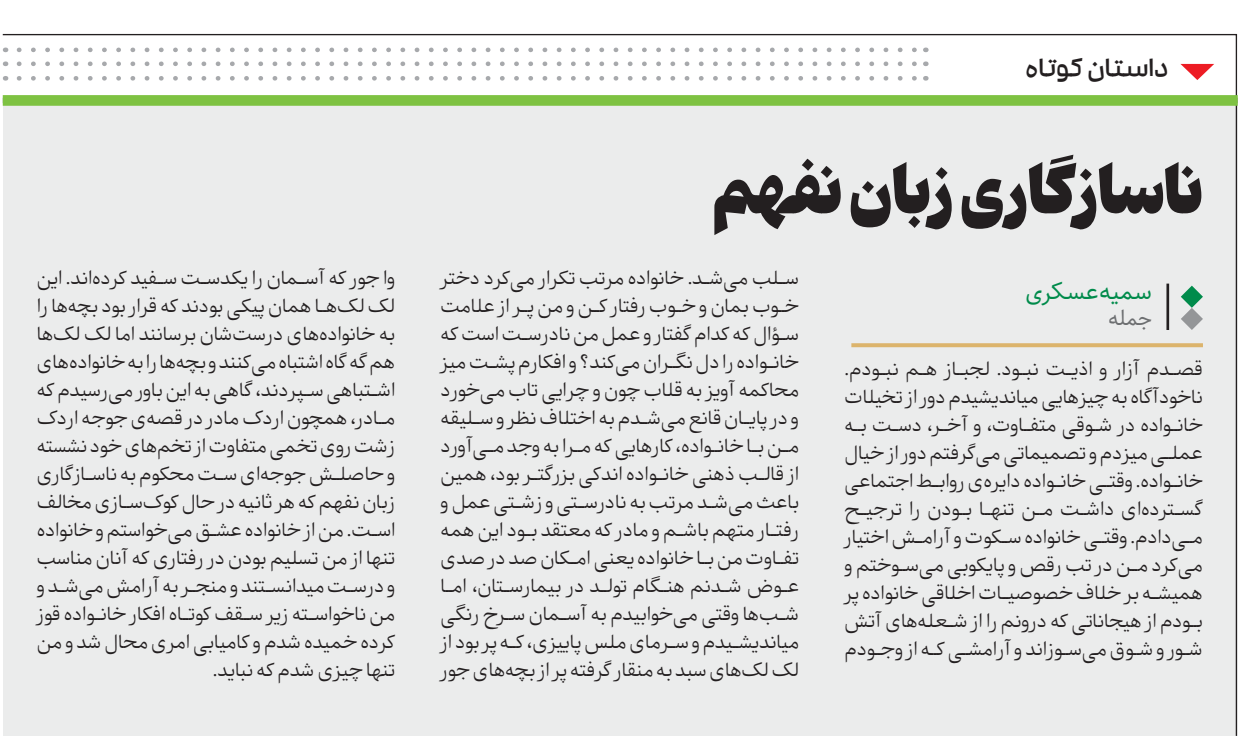 داستان کوتاه
ناسازگاری زبان نفهم
سمیه عسکری
جمله
قصدم آزار و اذیت نبود. لجباز هم نبودم.
ناخودآگاه به چیزهایی میاندیشیدم دور از تخیلات
خانواده در شوقی متفاوت، و آخر، دست به
عملی میزدم و تصمیماتی می‌گرفتم دور از خیال
خانواده. وقتی خانواده دایره‌ی روابط اجتماعی
گسترده‌ای داشت من تنها بودن را ترجیح
می‌دادم. وقتی خانواده سکوت و آرامش اختیار
می‌کرد من در تب رقص و پایکوبی می‌سوختم و
همیشه بر خلاف خصوصیات اخلاقی خانواده پر
بودم از هیجاناتی که درونم را از شعله‌های آتش
شور و شوق می‌سوزاند و آرامشی که از وجودم
سلب می‌شد. خانواده مرتب تکرار می‌کرد دختر
خوب بمان و خوب رفتار کن و من پر از علامت
سؤال که کدام گفتار و عمل من نادرست است که
خانواده را دل نگران می‌کند؟ و افکارم پشت میز
محاکمه آویز به قلاب چون و چرایی تاب می‌خورد
و در پایان قانع می‌شدم به اختلاف نظر و سلیقه
من با خانواده، کارهایی که مرا به وجد می‌آورد
از قالب ذهنی خانواده اندکی بزرگتر بود، همین
باعث می‌شد مرتب به نادرستی و زشتی عمل و
رفتار متهم باشم و مادر که معتقد بود این همه
تفاوت من با خانواده یعنی امکان صد در صدی
عوض شدنم هنگام تولد در بیمارستان، اما
شب‌ها وقتی می‌خوابیدم به آسمان سرخ رنگی
میاندیشیدم و سرمای ملس پاییزی، که پر بود از
لک لک‌های سبد به منقار گرفته پر از بچه‌های جور
وا جور که آسمان را یکدست سفید کرده‌اند. این
لک لک‌ها همان پیکی بودند که قرار بود بچه‌ها را
به خانواده‌های درستشان برسانند اما لک لک‌ها
هم گه گاه اشتباه می‌کنند و بچه‌ها را به خانواده‌های
اشتباهی سپردند، گاهی به این باور می‌رسیدم که
مادر، همچون اردک مادر در قصه‌ی جوجه اردک
زشت روی تخمی متفاوت از تخم‌های خود نشسته
و حاصلش جوجه‌ای ست محکوم به ناسازگاری
زبان نفهم که هر ثانیه در حال کوک‌سازی مخالف
است. من از خانواده عشق می‌خواستم و خانواده
تنها از من تسلیم بودن در رفتاری که آنان مناسب
و درست میدانستند و منجر به آرامش می‌شد و
من ناخواسته زیر سقف کوتاه افکار خانواده قوز
کرده خمیده شدم و کامیابی امری محال شد و من
تنها چیزی شدم که نباید.